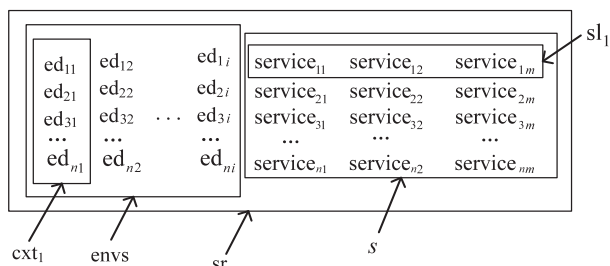 ed₁₁ ed₁₂ ed₁ᵢ service₁₁ service₁₂ service₁ₘ sl₁
ed₂₁ ed₂₂ ed₂ᵢ service₂₁ service₂₂ service₂ₘ
ed₃₁ ed₃₂ ··· ed₃ᵢ service₃₁ service₃₂ service₃ₘ
... ... ... ... ... ...
edₙ₁ edₙ₂ edₙᵢ serviceₙ₁ serviceₙ₂ serviceₙₘ
cxt₁ envs sr s